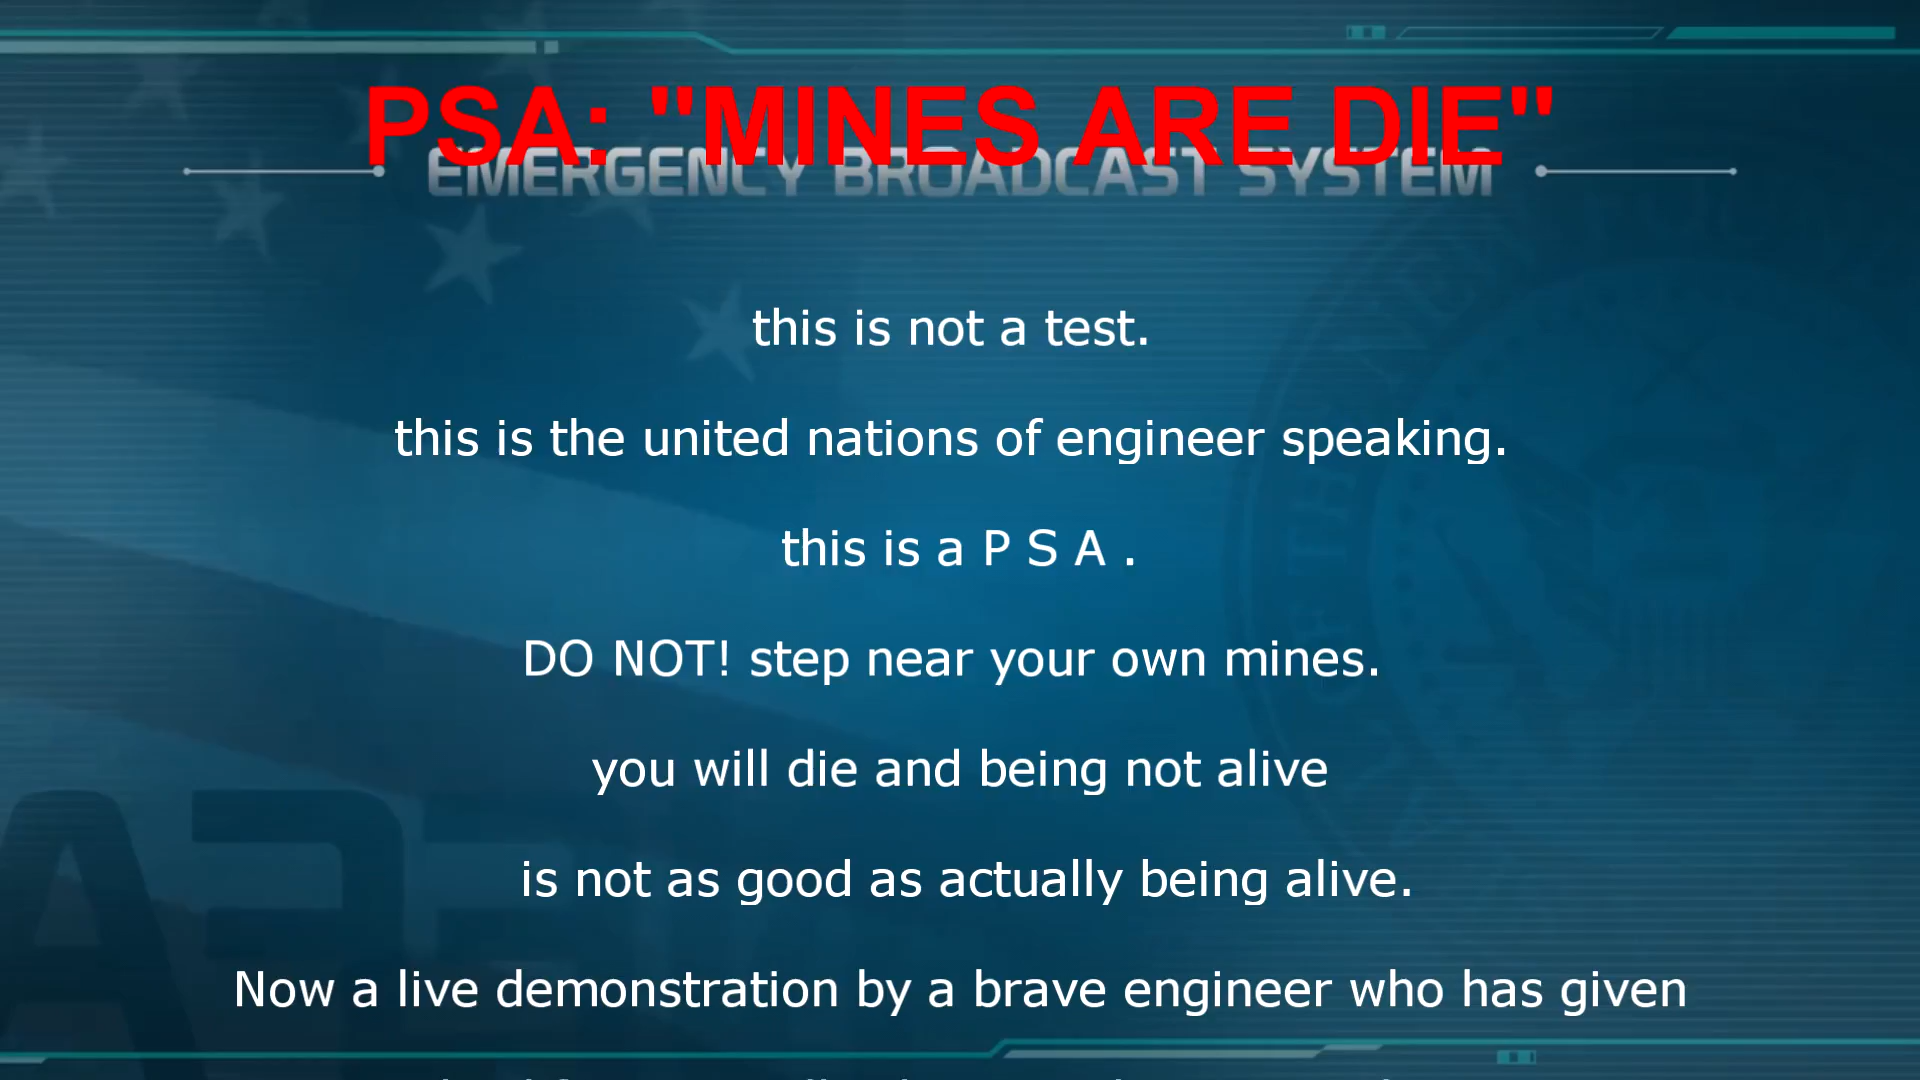 PSA: "MINES ARE DIE"
EMERGENCY BROADCAST SYSTEM
this is not a test.
this is the united nations of engineer speaking.
this is a P S A .
DO NOT! step near your own mines.
you will die and being not alive
is not as good as actually being alive.
Now a live demonstration by a brave engineer who has given